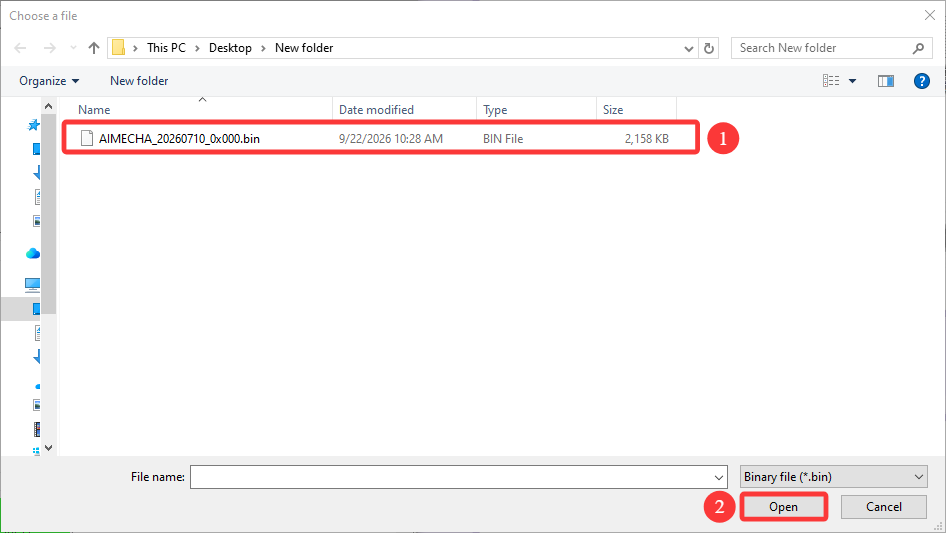 Choose a file
This PC > Desktop > New folder
Search New folder
Organize New folder
Name Date modified Type Size
AIMECHA_20260710_0x000.bin 9/22/2026 10:28 AM BIN File 2,158 KB
1
File name: Binary file (*.bin)
2 Open Cancel